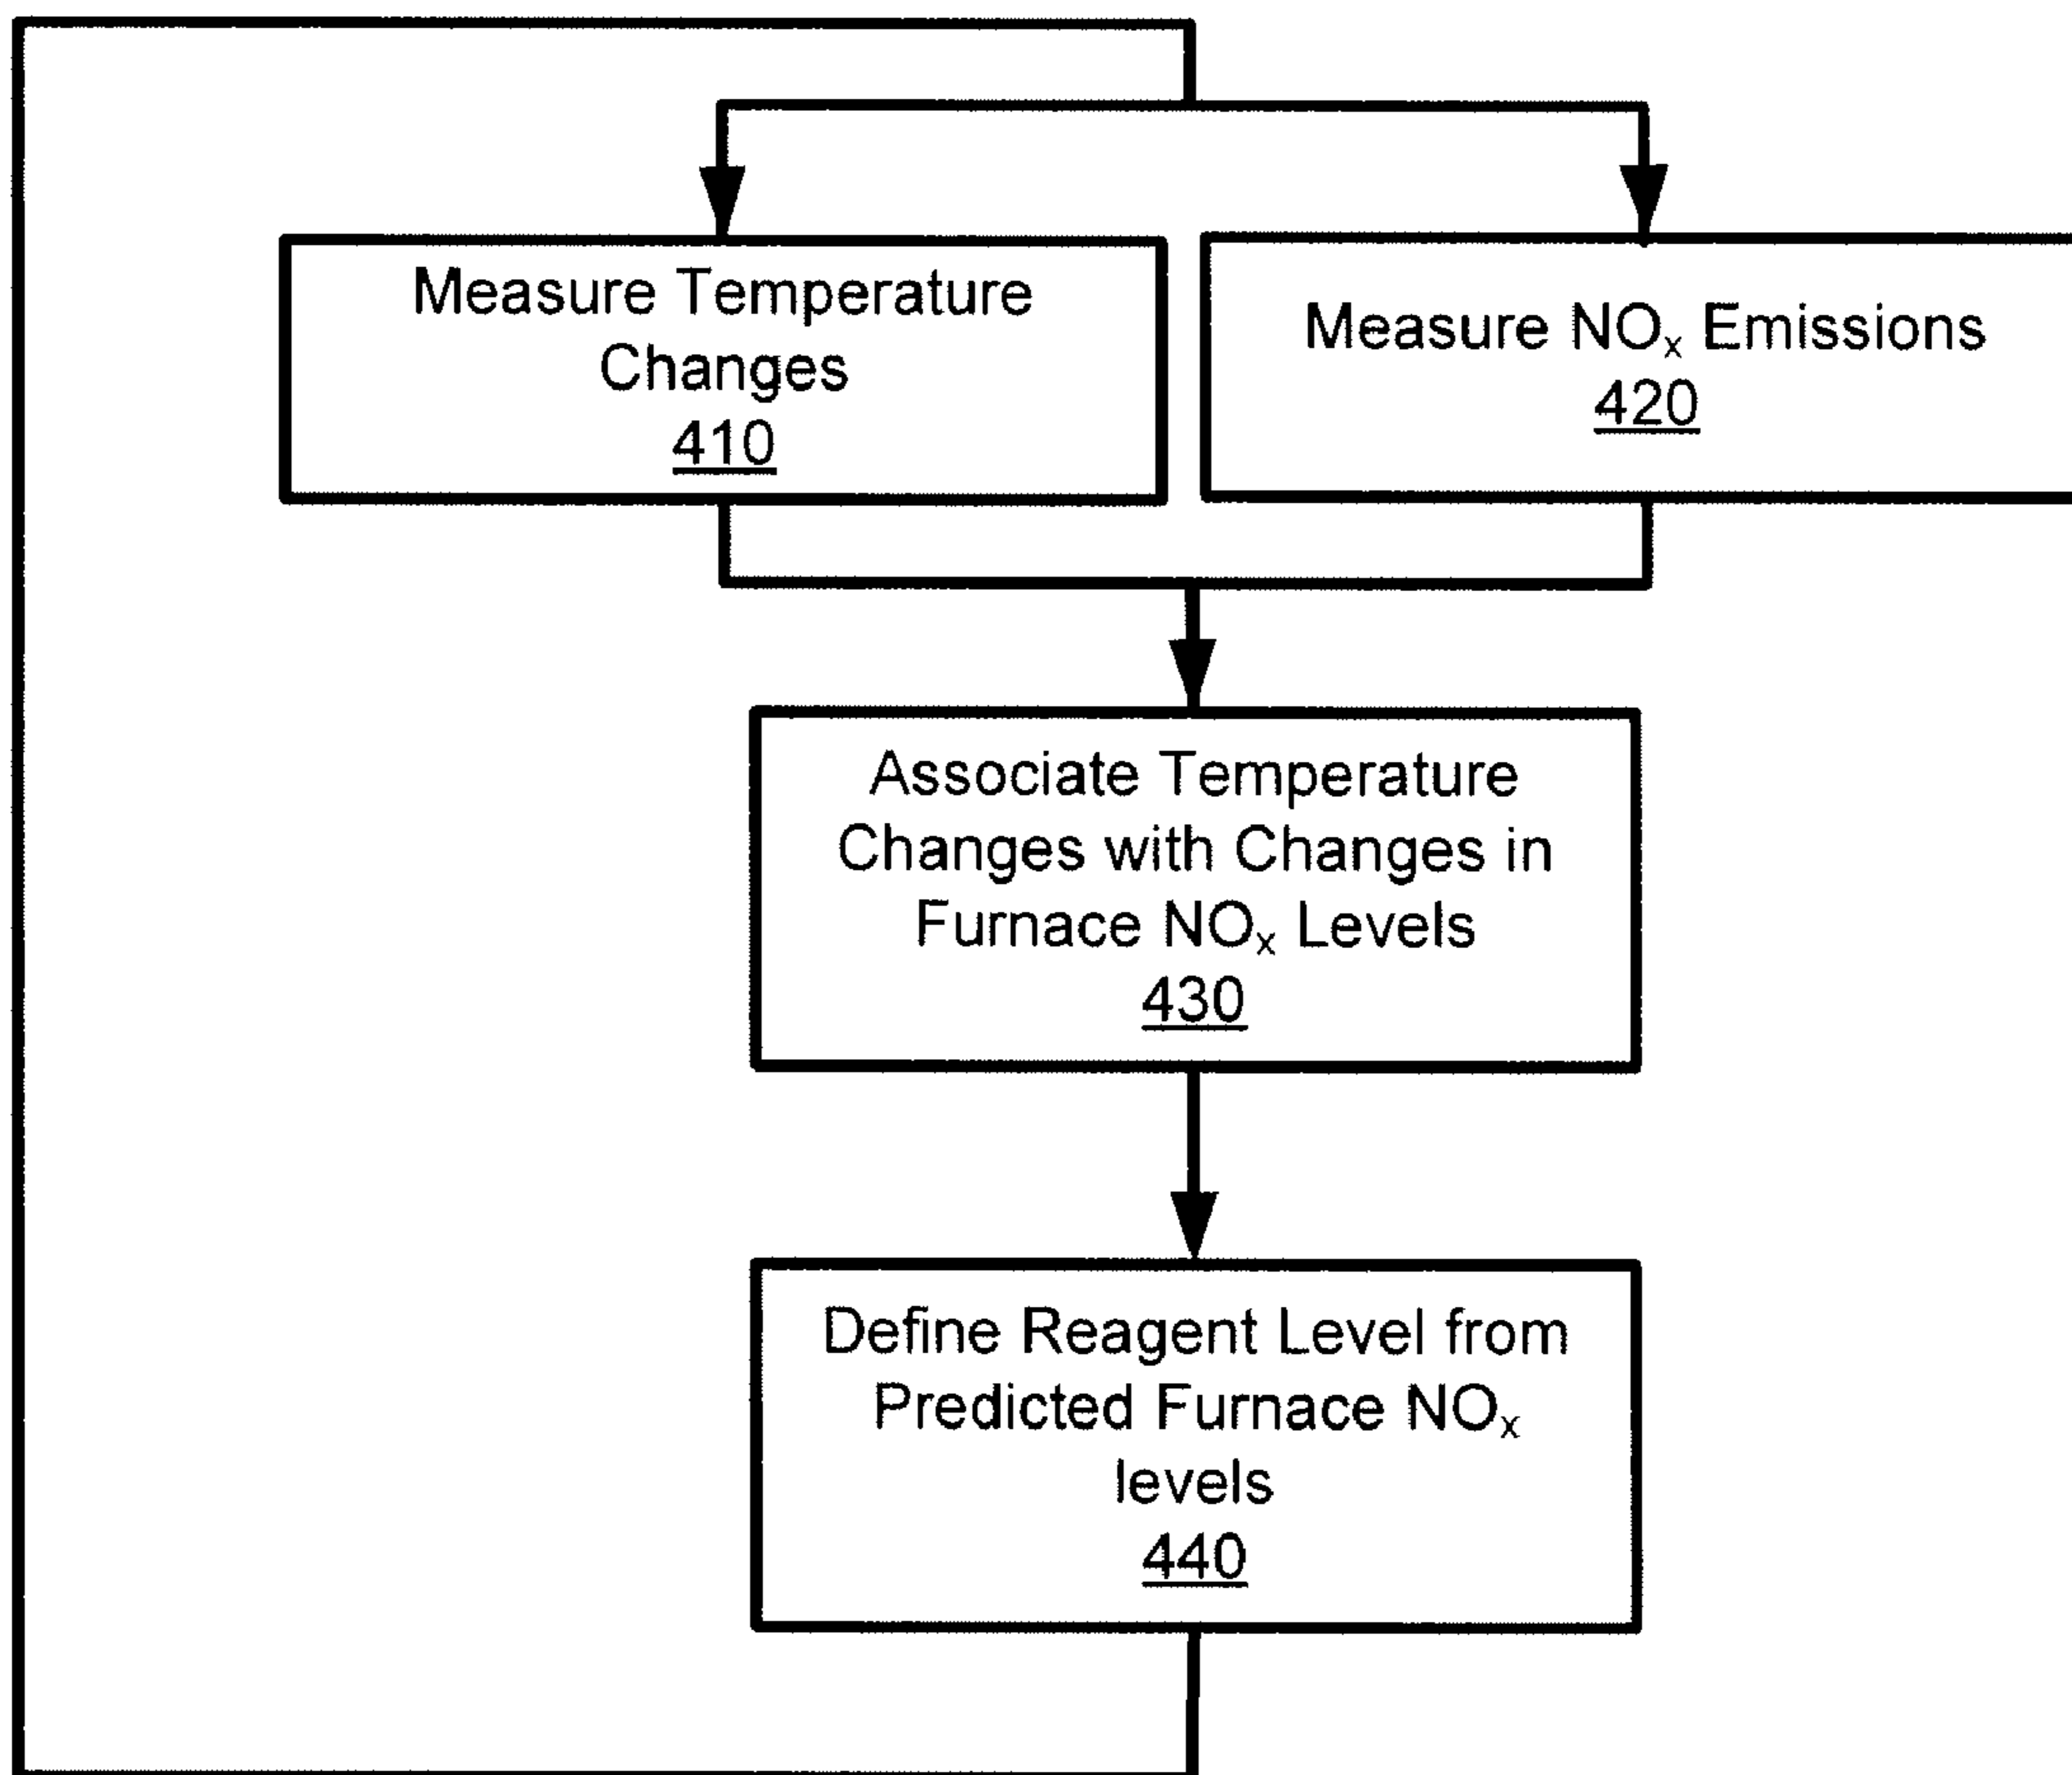 Measure Temperature
Changes
410
Measure NOₓ Emissions
420
Associate Temperature
Changes with Changes in
Furnace NOₓ Levels
430
Define Reagent Level from
Predicted Furnace NOₓ
levels
440